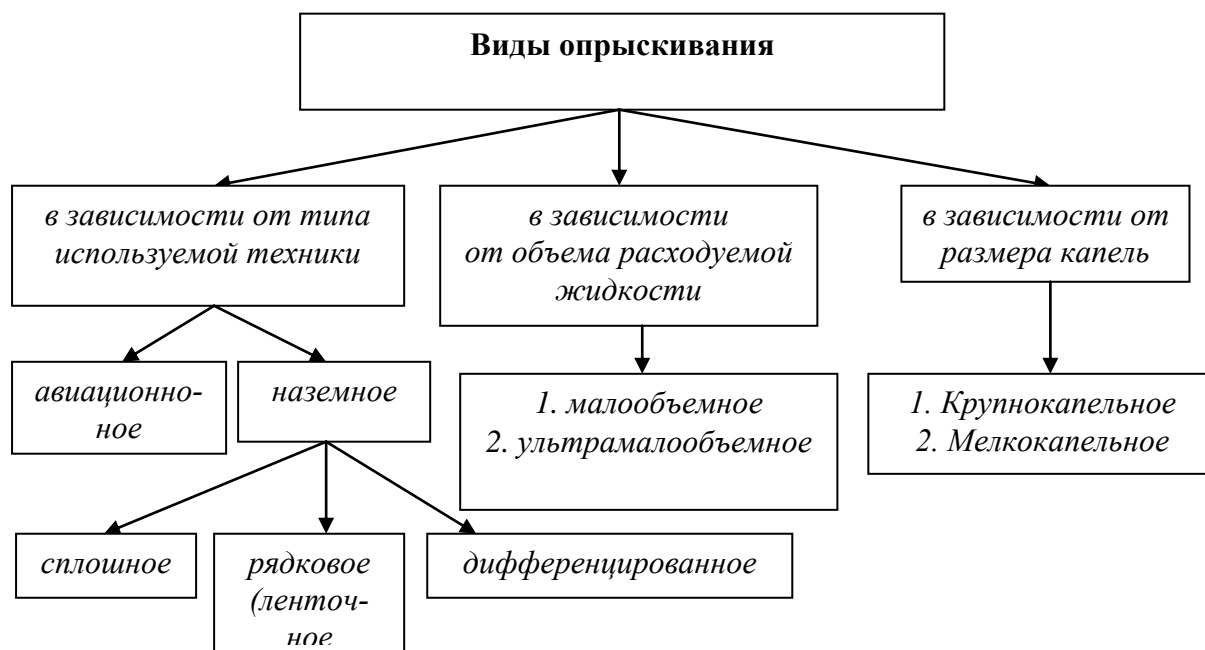 Виды опрыскивания
в зависимости от типа
используемой техники
в зависимости
от объема расходуемой
жидкости
в зависимости от
размера капель
авиационно-
ное
наземное
1. малообъемное
2. ультрамалообъемное
1. Крупнокапельное
2. Мелкокапельное
сплошное
рядковое
(ленточ-
ное
дифференцированное